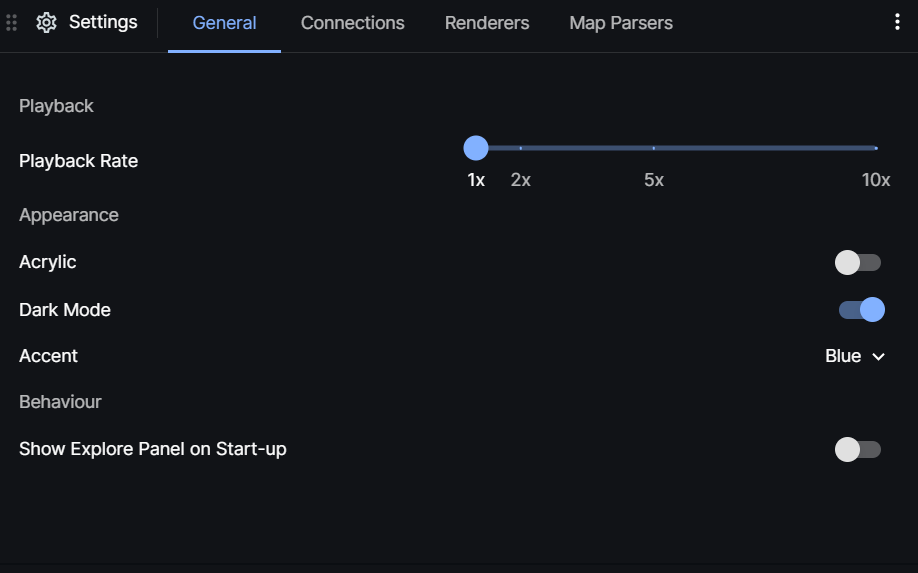 Settings General Connections Renderers Map Parsers
Playback
Playback Rate
1x 2x 5x 10x
Appearance
Acrylic
Dark Mode
Accent Blue
Behaviour
Show Explore Panel on Start-up